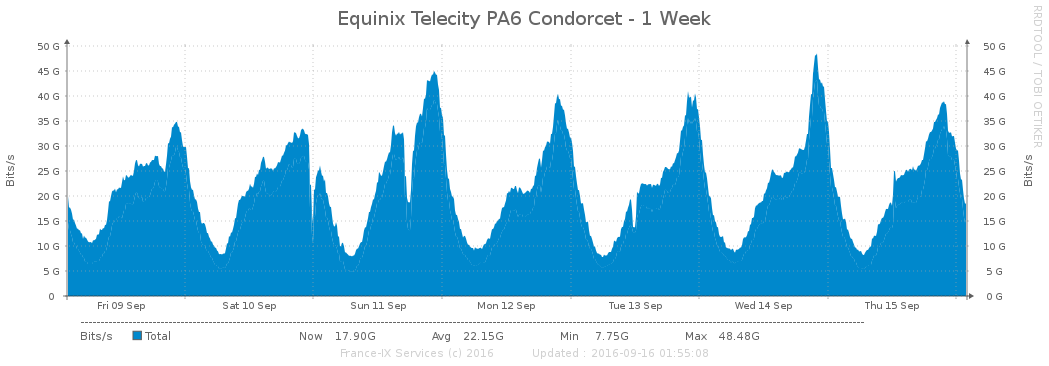 Equinix Telecity PA6 Condorcet - 1 Week
RRDTOOL / TOBI OETIKER
Bits/s
50 G
45 G
40 G
35 G
30 G
25 G
20 G
15 G
10 G
5 G
0
50 G
45 G
40 G
35 G
30 G
25 G
20 G
15 G
10 G
5 G
0 G
Bits/s
Fri 09 Sep Sat 10 Sep Sun 11 Sep Mon 12 Sep Tue 13 Sep Wed 14 Sep Thu 15 Sep
Bits/s Total Now 17.90G Avg 22.15G Min 7.75G Max 48.48G
France-IX Services (c) 2016 Updated : 2016-09-16 01:55:08